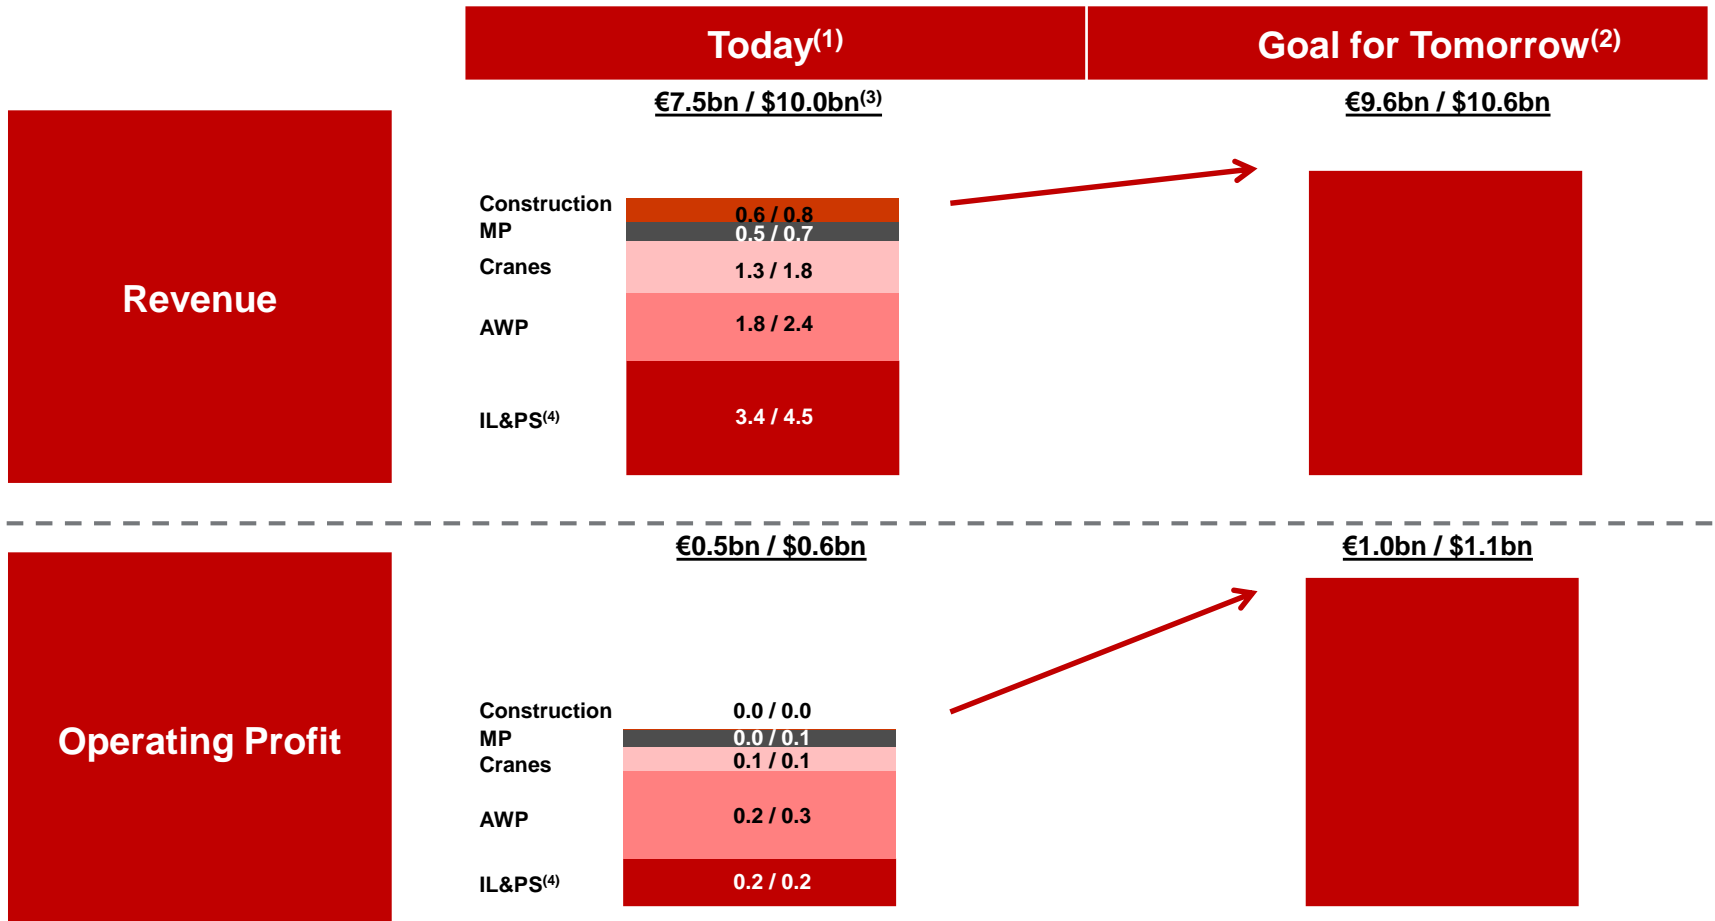 Today(1)
Goal for Tomorrow(2)
€7.5bn / $10.0bn(3)
€9.6bn / $10.6bn
Revenue
Construction
0.6 / 0.8
MP
0.5 / 0.7
Cranes
1.3 / 1.8
AWP
1.8 / 2.4
IL&PS(4)
3.4 / 4.5
€0.5bn / $0.6bn
€1.0bn / $1.1bn
Operating Profit
Construction
0.0 / 0.0
MP
0.0 / 0.1
Cranes
0.1 / 0.1
AWP
0.2 / 0.3
IL&PS(4)
0.2 / 0.2